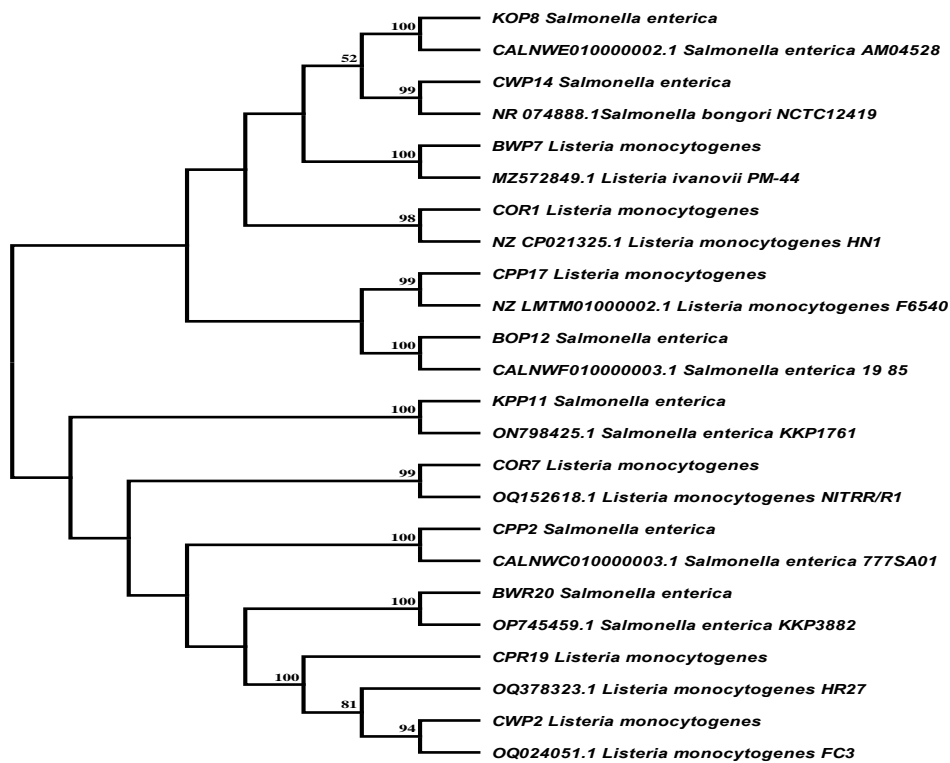 100 KOP8 Salmonella enterica
CALNWE010000002.1 Salmonella enterica AM04528
52
CWP14 Salmonella enterica
99
NR 074888.1Salmonella bongori NCTC12419
BWP7 Listeria monocytogenes
100
MZ572849.1 Listeria ivanovii PM-44
COR1 Listeria monocytogenes
98
NZ CP021325.1 Listeria monocytogenes HN1
CPP17 Listeria monocytogenes
99
NZ LMTM01000002.1 Listeria monocytogenes F6540
BOP12 Salmonella enterica
100
CALNWF010000003.1 Salmonella enterica 19 85
KPP11 Salmonella enterica
100
ON798425.1 Salmonella enterica KKP1761
COR7 Listeria monocytogenes
99
OQ152618.1 Listeria monocytogenes NITRR/R1
CPP2 Salmonella enterica
100
CALNWC010000003.1 Salmonella enterica 777SA01
BWR20 Salmonella enterica
100
OP745459.1 Salmonella enterica KKP3882
CPR19 Listeria monocytogenes
100
OQ378323.1 Listeria monocytogenes HR27
81
CWP2 Listeria monocytogenes
94
OQ024051.1 Listeria monocytogenes FC3